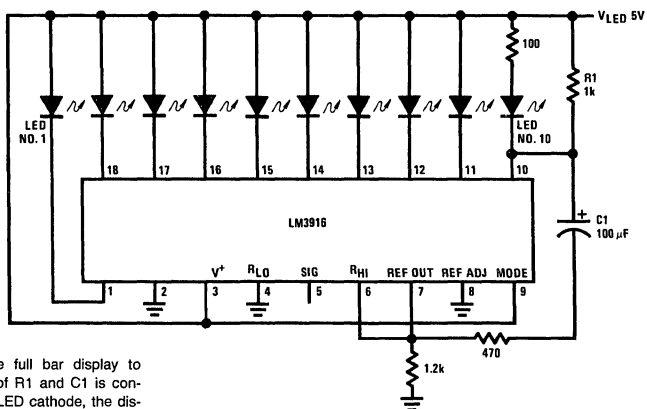 V LED 5V
100
R1
1k
LED
NO. 1
LED
NO. 10
18 17 16 15 14 13 12 11 10
LM3916
+
C1
100 µF
V+ RLO SIG RHI REF OUT REF ADJ MODE
1 2 3 4 5 6 7 8 9
470
1.2k
e full bar display to
of R1 and C1 is con-
LED cathode, the dis-